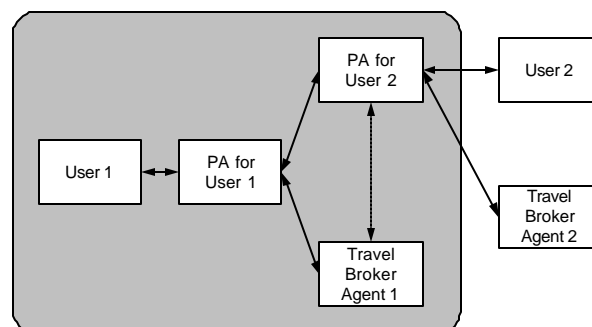 PA for
User 2
User 2
User 1
PA for
User 1
Travel
Broker
Agent 2
Travel
Broker
Agent 1